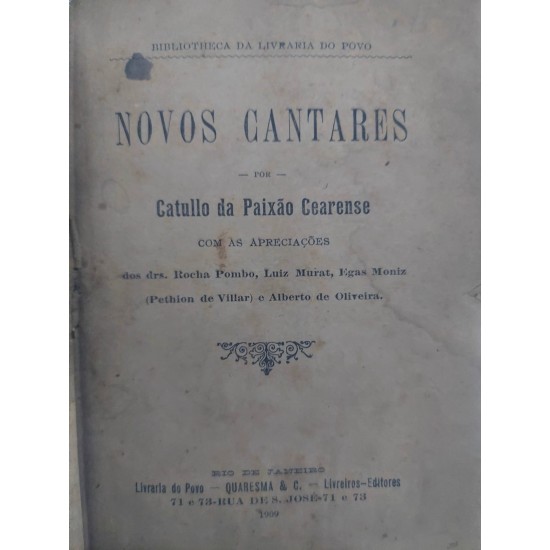 BIBLIOTHECA DA LIVRARIA DO POVO
NOVOS CANTARES
— POR —
Catullo da Paixão Cearense
COM AS APRECIAÇÕES
dos drs. Rocha Pombo, Luiz Murat, Egas Moniz
(Pethion de Villar) e Alberto de Oliveira.
RIO DE JANEIRO
Livraria do Povo — QUARESMA & C. — Livreiros-Editores
71 e 73-RUA DE S. JOSÉ-71 e 73
1909